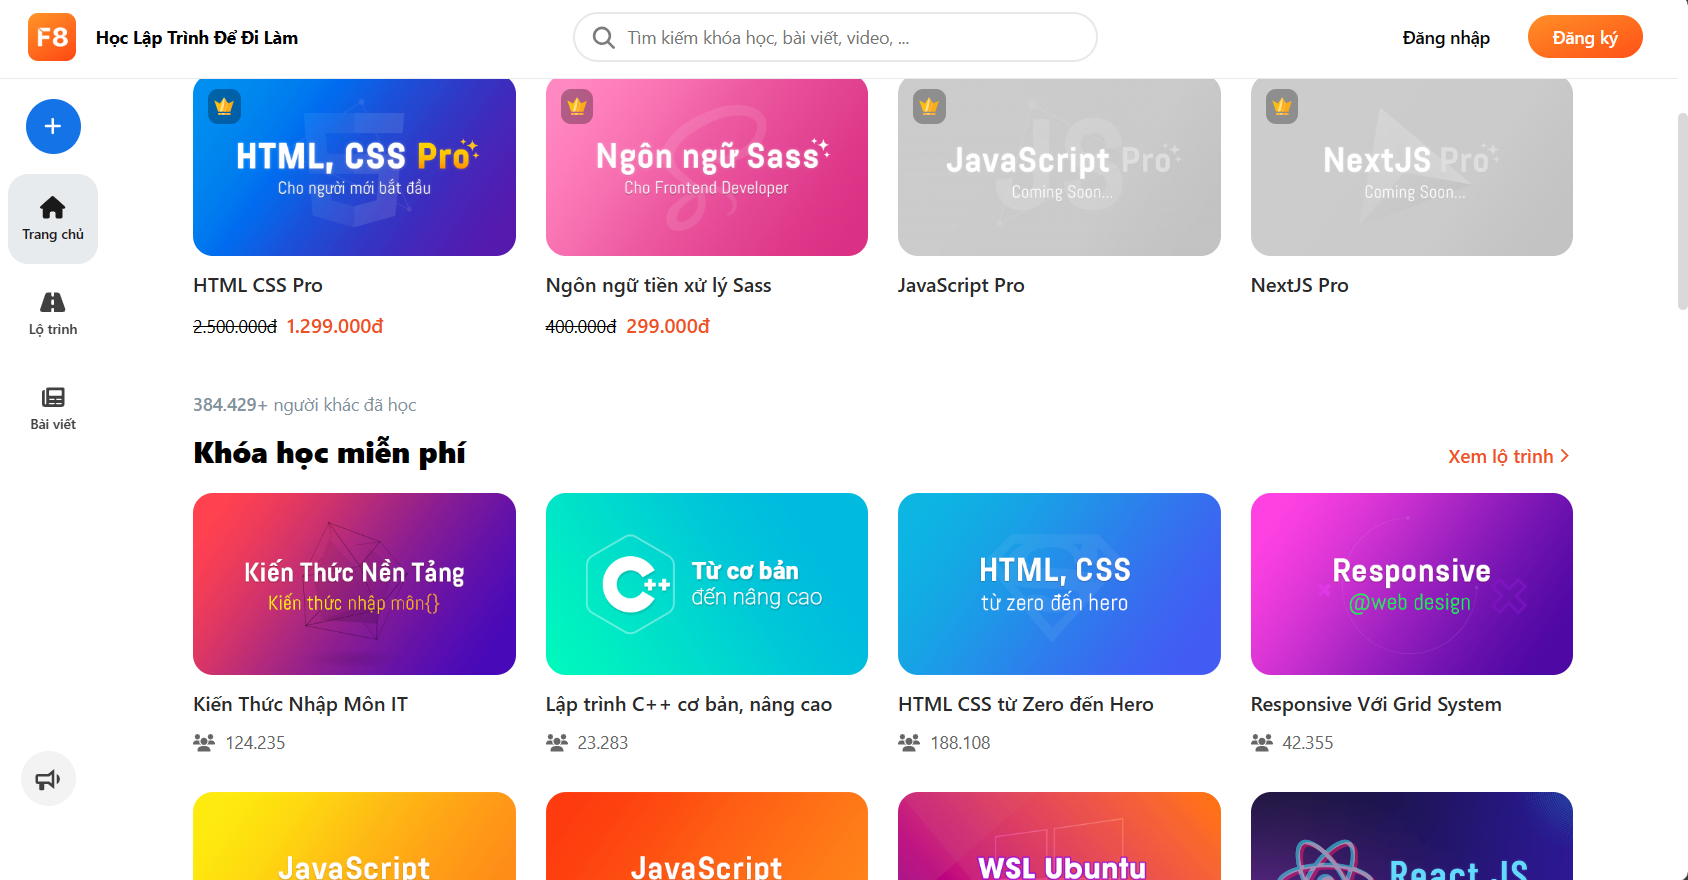 F8 Học Lập Trình Để Đi Làm
Tìm kiếm khóa học, bài viết, video, ...
Đăng nhập
Đăng ký
Trang chủ
Lộ trình
Bài viết
HTML, CSS Pro
Cho người mới bắt đầu
Ngôn ngữ Sass
Cho Frontend Developer
JS
JavaScript Pro
Coming Soon...
NextJS Pro
Coming Soon...
HTML CSS Pro
Ngôn ngữ tiền xử lý Sass
JavaScript Pro
NextJS Pro
2.500.000đ 1.299.000đ
400.000đ 299.000đ
384.429+ người khác đã học
Khóa học miễn phí
Xem lộ trình
Kiến Thức Nền Tảng
Kiến thức nhập môn{}
C++
Từ cơ bản
đến nâng cao
HTML, CSS
từ zero đến hero
Responsive
@web design
Kiến Thức Nhập Môn IT
Lập trình C++ cơ bản, nâng cao
HTML CSS từ Zero đến Hero
Responsive Với Grid System
124.235
23.283
188.108
42.355
JavaScript
JavaScript
WSL Ubuntu
React JS